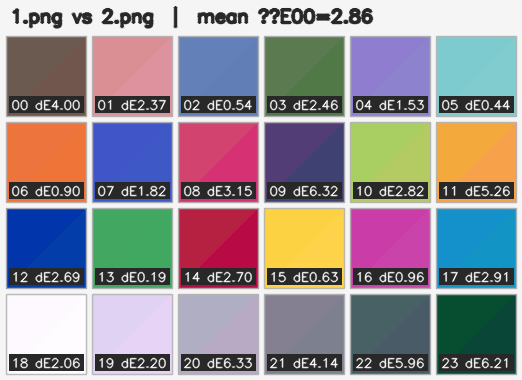 1.png vs 2.png | mean ??E00=2.86
00 dE4.00 01 dE2.37 02 dE0.54 03 dE2.46 04 dE1.53 05 dE0.44
06 dE0.90 07 dE1.82 08 dE3.15 09 dE6.32 10 dE2.82 11 dE5.26
12 dE2.69 13 dE0.19 14 dE2.70 15 dE0.63 16 dE0.96 17 dE2.91
18 dE2.06 19 dE2.20 20 dE6.33 21 dE4.14 22 dE5.96 23 dE6.21